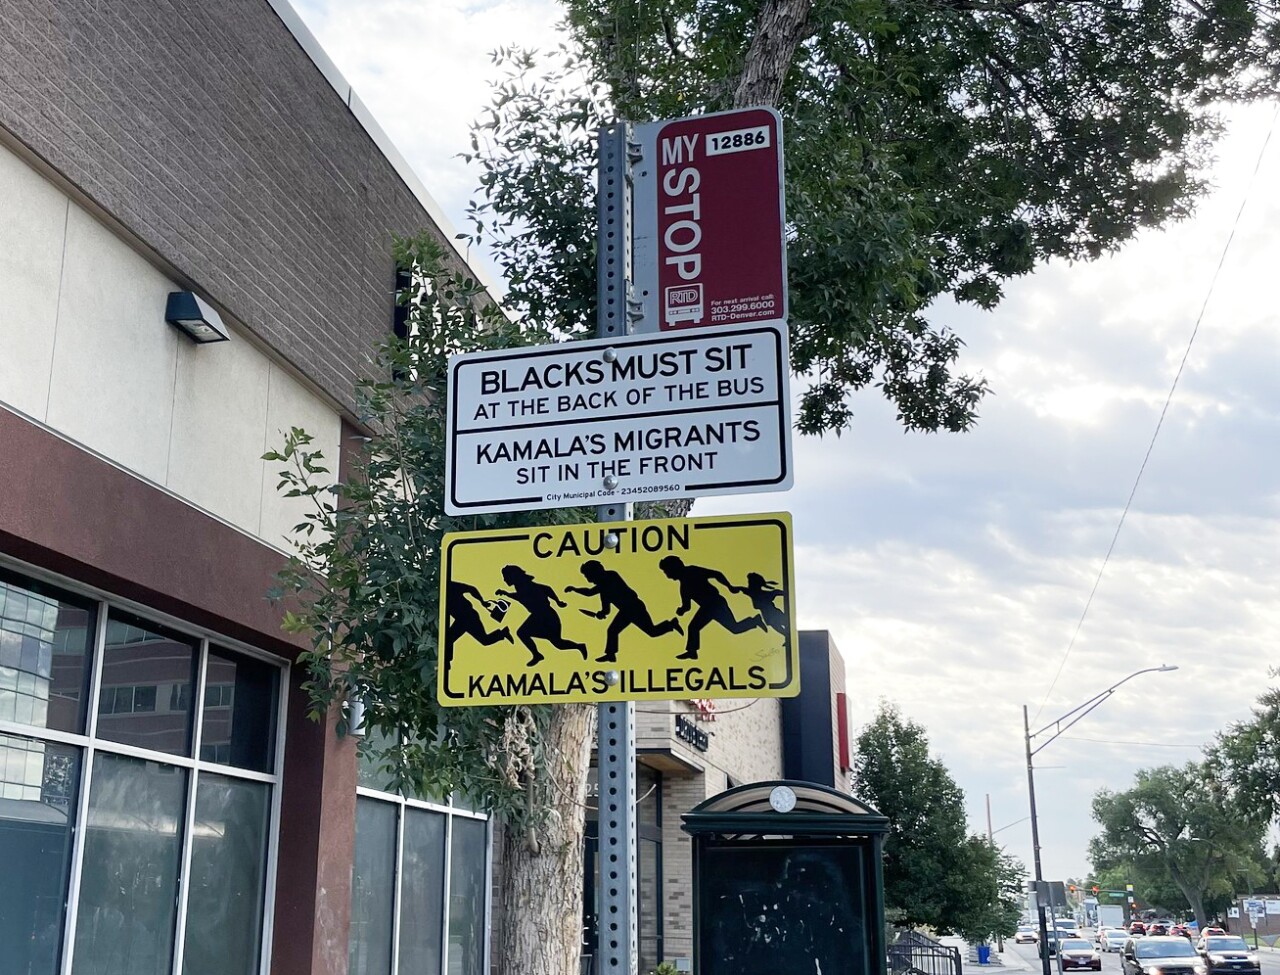 MY STOP
12886
RTD
For next arrival call:
303.299.6000
RTD-Denver.com
BLACKS MUST SIT
AT THE BACK OF THE BUS
KAMALA'S MIGRANTS
SIT IN THE FRONT
City Municipal Code - 23452089560
CAUTION
KAMALA'S ILLEGALS